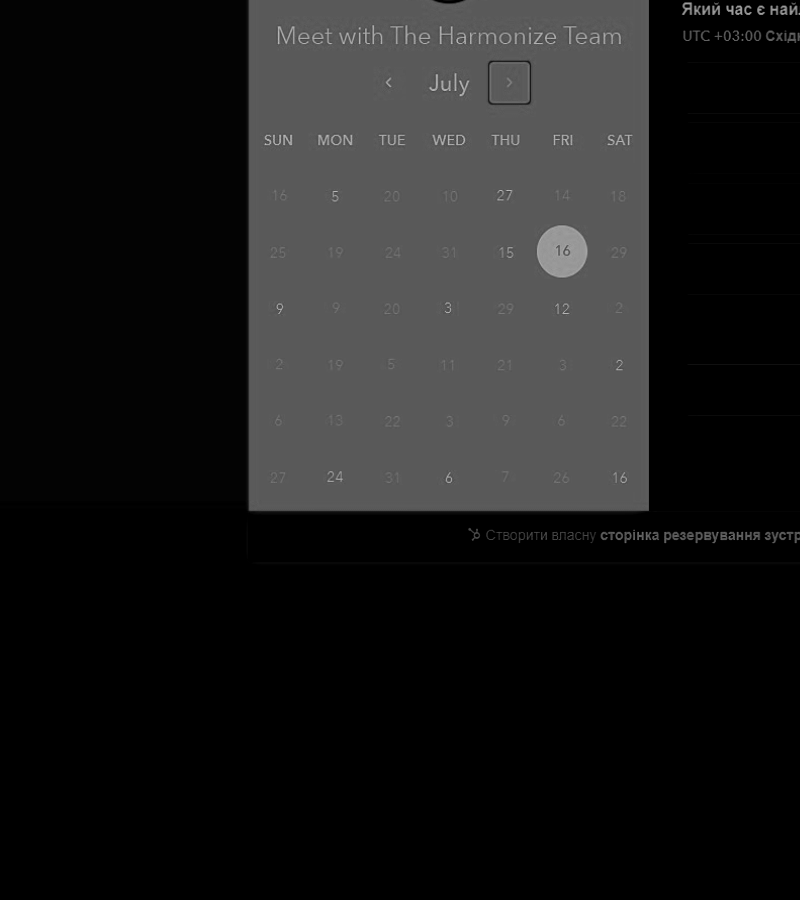 Який час є най
UTC +03:00 Східн
Meet with The Harmonize Team
July
SUN MON TUE WED THU FRI SAT
16 5 20 10 27 14 18
25 19 24 31 15 16 29
9 9 20 3 29 12 2
2 19 5 11 21 3 2
6 13 22 3 9 6 22
27 24 31 6 7 26 16
Створити власну сторінка резервування зустр